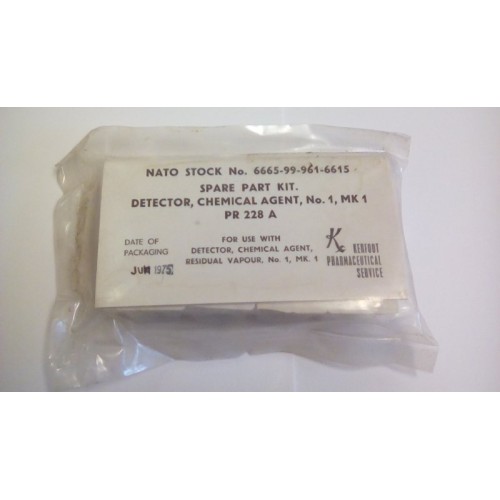 NATO STOCK No. 6665-99-961-6615
SPARE PART KIT.
DETECTOR, CHEMICAL AGENT, No. 1, MK 1
PR 228 A
DATE OF
PACKAGING
JUN 1975
FOR USE WITH
DETECTOR, CHEMICAL AGENT,
RESIDUAL VAPOUR, No. 1, MK. 1
K
KERFOOT
PHARMACEUTICAL
SERVICE